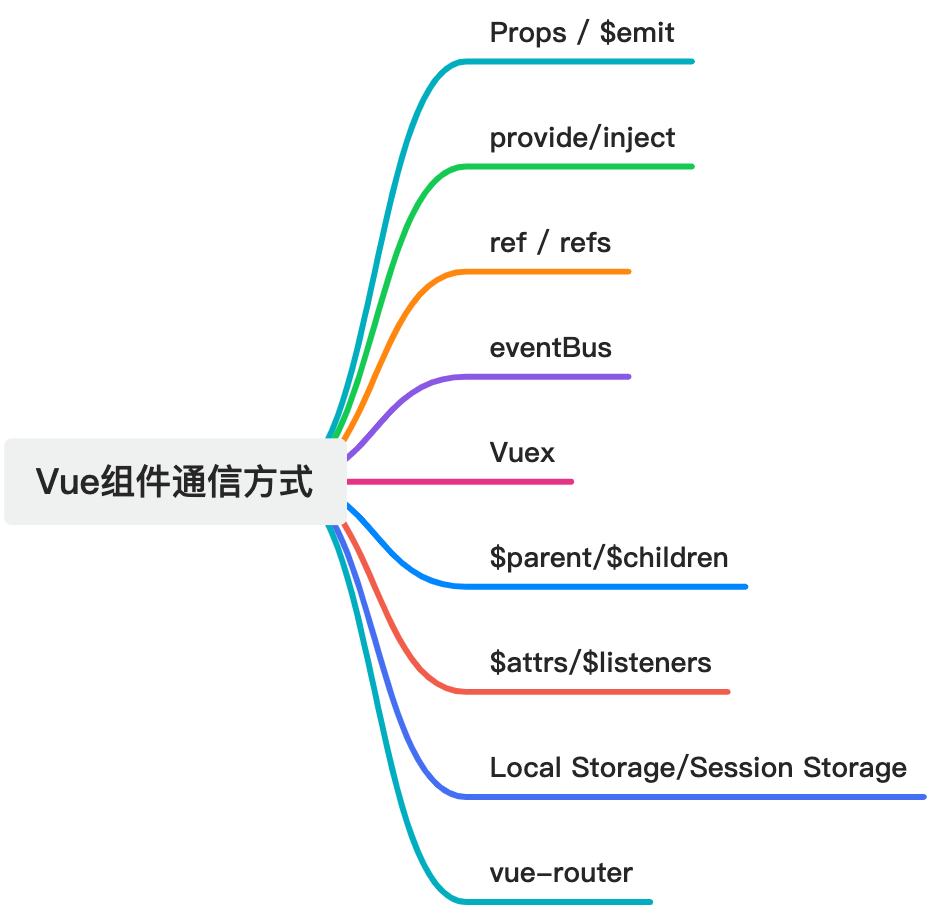 Props / $emit
provide/inject
ref / refs
eventBus
Vuex
Vue组件通信方式
$parent/$children
$attrs/$listeners
Local Storage/Session Storage
vue-router